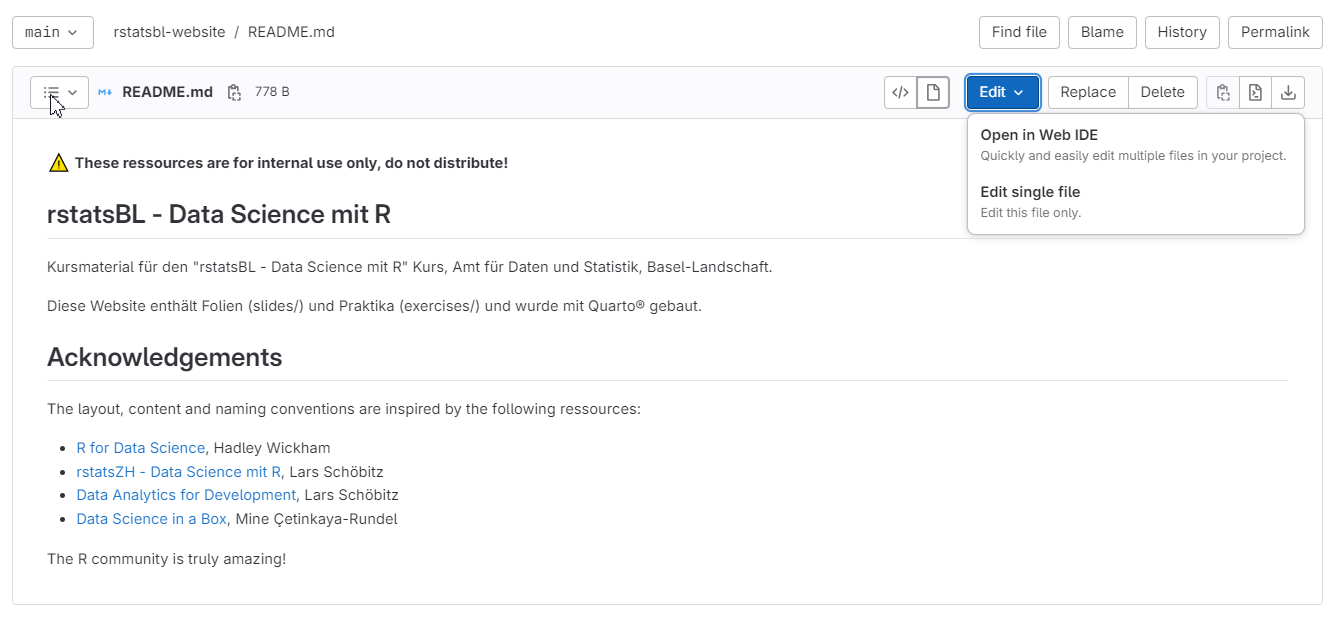 main rstatsbl-website / README.md Find file Blame History Permalink
M↓ README.md 778 B </> Edit Replace Delete
Open in Web IDE
Quickly and easily edit multiple files in your project.
Edit single file
Edit this file only.
⚠ These ressources are for internal use only, do not distribute!
rstatsBL - Data Science mit R
Kursmaterial für den "rstatsBL - Data Science mit R" Kurs, Amt für Daten und Statistik, Basel-Landschaft.
Diese Website enthält Folien (slides/) und Praktika (exercises/) und wurde mit Quarto® gebaut.
Acknowledgements
The layout, content and naming conventions are inspired by the following ressources:
• R for Data Science, Hadley Wickham
• rstatsZH - Data Science mit R, Lars Schöbitz
• Data Analytics for Development, Lars Schöbitz
• Data Science in a Box, Mine Çetinkaya-Rundel
The R community is truly amazing!